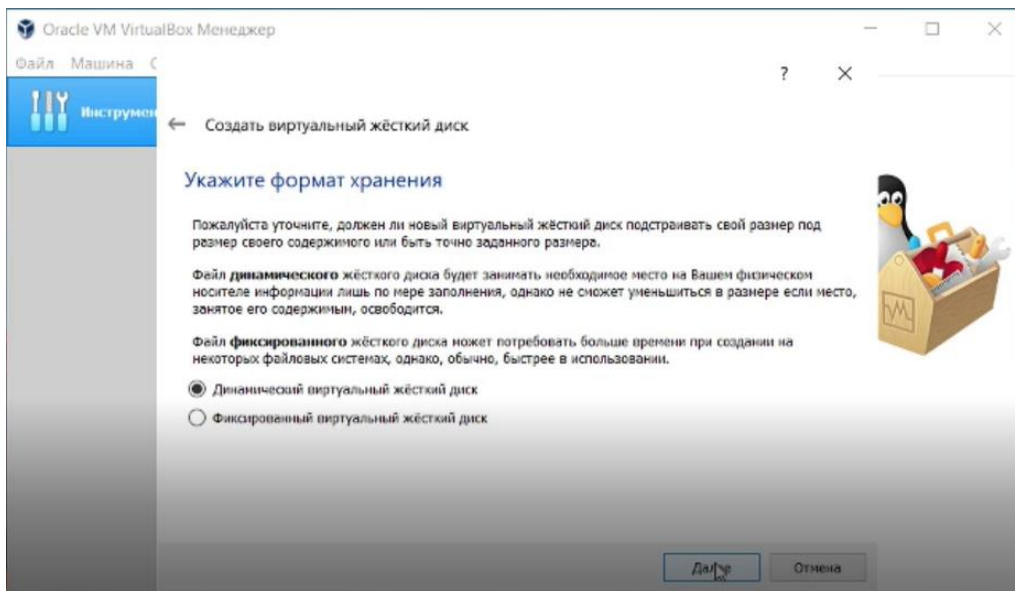 Oracle VM VirtualBox Менеджер
Файл Машина С
Инструмен
Создать виртуальный жёсткий диск
Укажите формат хранения
Пожалуйста уточните, должен ли новый виртуальный жёсткий диск подстраивать свой размер под
размер своего содержимого или быть точно заданного размера.
Файл динамического жёсткого диска будет занимать необходимое место на Вашем физическом
носителе информации лишь по мере заполнения, однако не сможет уменьшиться в размере если место,
занятое его содержимым, освободится.
Файл фиксированного жёсткого диска может потребовать больше времени при создании на
некоторых файловых системах, однако, обычно, быстрее в использовании.
Динамический виртуальный жёсткий диск
Фиксированный виртуальный жёсткий диск
Далее Отмена